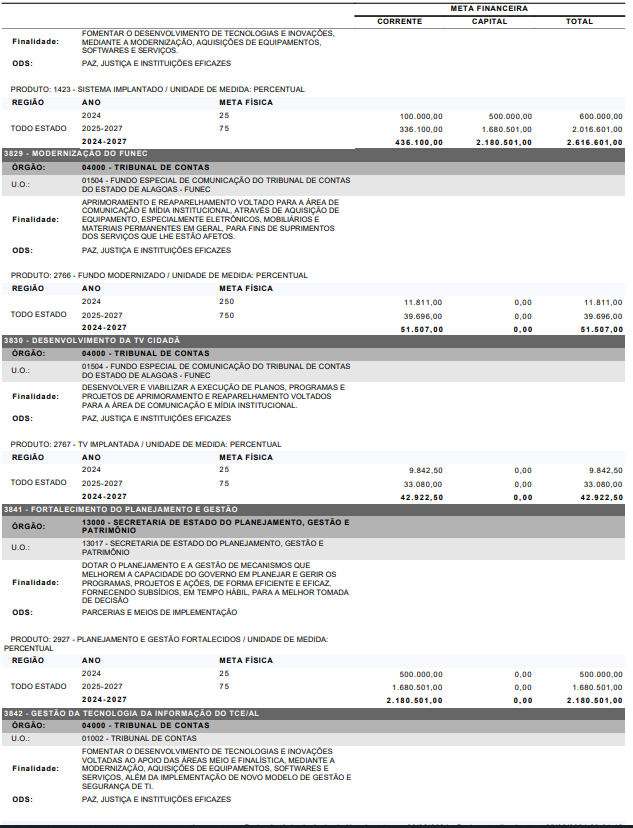 META FINANCEIRA
CORRENTE CAPITAL TOTAL
Finalidade: FOMENTAR O DESENVOLVIMENTO DE TECNOLOGIAS E INOVAÇÕES,
MEDIANTE A MODERNIZAÇÃO, AQUISIÇÕES DE EQUIPAMENTOS,
SOFTWARES E SERVIÇOS.
ODS: PAZ, JUSTIÇA E INSTITUIÇÕES EFICAZES
PRODUTO: 1423 - SISTEMA IMPLANTADO / UNIDADE DE MEDIDA: PERCENTUAL
REGIÃO ANO META FÍSICA
2024 25 100.000,00 500.000,00 600.000,00
TODO ESTADO 2025-2027 75 336.100,00 1.680.501,00 2.016.601,00
2024-2027 436.100,00 2.180.501,00 2.616.601,00
3829 - MODERNIZAÇÃO DO FUNEC
ÓRGÃO: 04000 - TRIBUNAL DE CONTAS
U.O.: 01504 - FUNDO ESPECIAL DE COMUNICAÇÃO DO TRIBUNAL DE CONTAS
DO ESTADO DE ALAGOAS - FUNEC
Finalidade: APRIMORAMENTO E REAPARELHAMENTO VOLTADO PARA A ÁREA DE
COMUNICAÇÃO E MÍDIA INSTITUCIONAL, ATRAVÉS DE AQUISIÇÃO DE
EQUIPAMENTO, ESPECIALMENTE ELETRÔNICOS, MOBILIÁRIOS E
MATERIAIS PERMANENTES EM GERAL, PARA FINS DE SUPRIMENTOS
DOS SERVIÇOS QUE LHE ESTÃO AFETOS.
ODS: PAZ, JUSTIÇA E INSTITUIÇÕES EFICAZES
PRODUTO: 2766 - FUNDO MODERNIZADO / UNIDADE DE MEDIDA: PERCENTUAL
REGIÃO ANO META FÍSICA
2024 250 11.811,00 0,00 11.811,00
TODO ESTADO 2025-2027 750 39.696,00 0,00 39.696,00
2024-2027 51.507,00 0,00 51.507,00
3830 - DESENVOLVIMENTO DA TV CIDADÃ
ÓRGÃO: 04000 - TRIBUNAL DE CONTAS
U.O.: 01504 - FUNDO ESPECIAL DE COMUNICAÇÃO DO TRIBUNAL DE CONTAS
DO ESTADO DE ALAGOAS - FUNEC
Finalidade: DESENVOLVER E VIABILIZAR A EXECUÇÃO DE PLANOS, PROGRAMAS E
PROJETOS DE APRIMORAMENTO E REAPARELHAMENTO VOLTADOS
PARA A ÁREA DE COMUNICAÇÃO E MÍDIA INSTITUCIONAL.
ODS: PAZ, JUSTIÇA E INSTITUIÇÕES EFICAZES
PRODUTO: 2767 - TV IMPLANTADA / UNIDADE DE MEDIDA: PERCENTUAL
REGIÃO ANO META FÍSICA
2024 25 9.842,50 0,00 9.842,50
TODO ESTADO 2025-2027 75 33.080,00 0,00 33.080,00
2024-2027 42.922,50 0,00 42.922,50
3841 - FORTALECIMENTO DO PLANEJAMENTO E GESTÃO
ÓRGÃO: 13000 - SECRETARIA DE ESTADO DO PLANEJAMENTO, GESTÃO E
PATRIMÔNIO
U.O.: 13017 - SECRETARIA DE ESTADO DO PLANEJAMENTO, GESTÃO E
PATRIMÔNIO
Finalidade: DOTAR O PLANEJAMENTO E A GESTÃO DE MECANISMOS QUE
MELHOREM A CAPACIDADE DO GOVERNO EM PLANEJAR E GERIR OS
PROGRAMAS, PROJETOS E AÇÕES, DE FORMA EFICIENTE E EFICAZ,
FORNECENDO SUBSÍDIOS, EM TEMPO HÁBIL, PARA A MELHOR TOMADA
DE DECISÃO
ODS: PARCERIAS E MEIOS DE IMPLEMENTAÇÃO
PRODUTO: 2927 - PLANEJAMENTO E GESTÃO FORTALECIDOS / UNIDADE DE MEDIDA:
PERCENTUAL
REGIÃO ANO META FÍSICA
2024 25 500.000,00 0,00 500.000,00
TODO ESTADO 2025-2027 75 1.680.501,00 0,00 1.680.501,00
2024-2027 2.180.501,00 0,00 2.180.501,00
3842 - GESTÃO DA TECNOLOGIA DA INFORMAÇÃO DO TCE/AL
ÓRGÃO: 04000 - TRIBUNAL DE CONTAS
U.O.: 01002 - TRIBUNAL DE CONTAS
Finalidade: FOMENTAR O DESENVOLVIMENTO DE TECNOLOGIAS E INOVAÇÕES
VOLTADAS AO APOIO DAS ÁREAS MEIO E FINALÍSTICA, MEDIANTE A
MODERNIZAÇÃO, AQUISIÇÕES DE EQUIPAMENTOS, SOFTWARES E
SERVIÇOS, ALÉM DA IMPLEMENTAÇÃO DE NOVO MODELO DE GESTÃO E
SEGURANÇA DE TI.
ODS: PAZ, JUSTIÇA E INSTITUIÇÕES EFICAZES